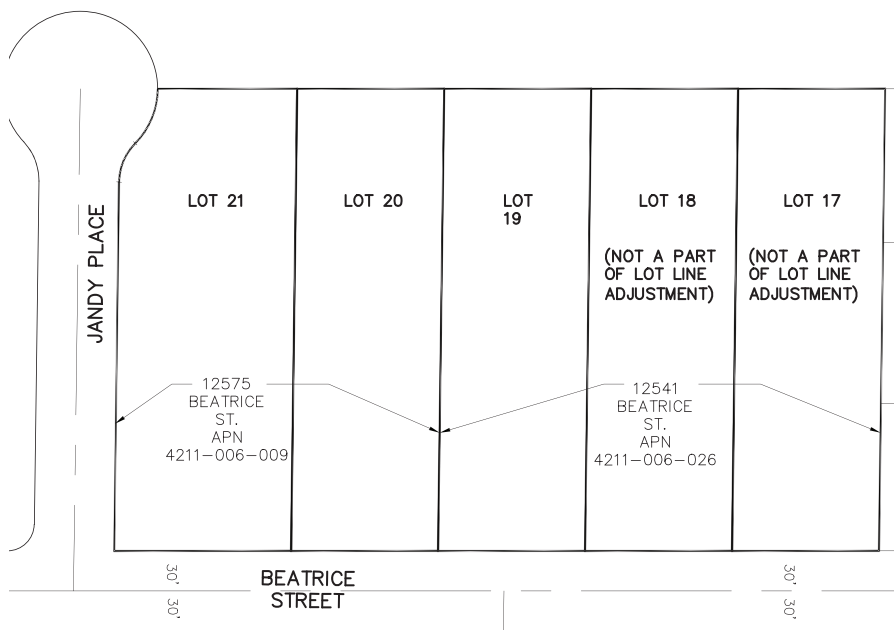 LOT 21
LOT 20
LOT
19
LOT 18
LOT 17
(NOT A PART
OF LOT LINE
ADJUSTMENT)
(NOT A PART
OF LOT LINE
ADJUSTMENT)
JANDY PLACE
12575
BEATRICE
ST.
APN
4211-006-009
12541
BEATRICE
ST.
APN
4211-006-026
30'
30'
BEATRICE
STREET
30'
30'